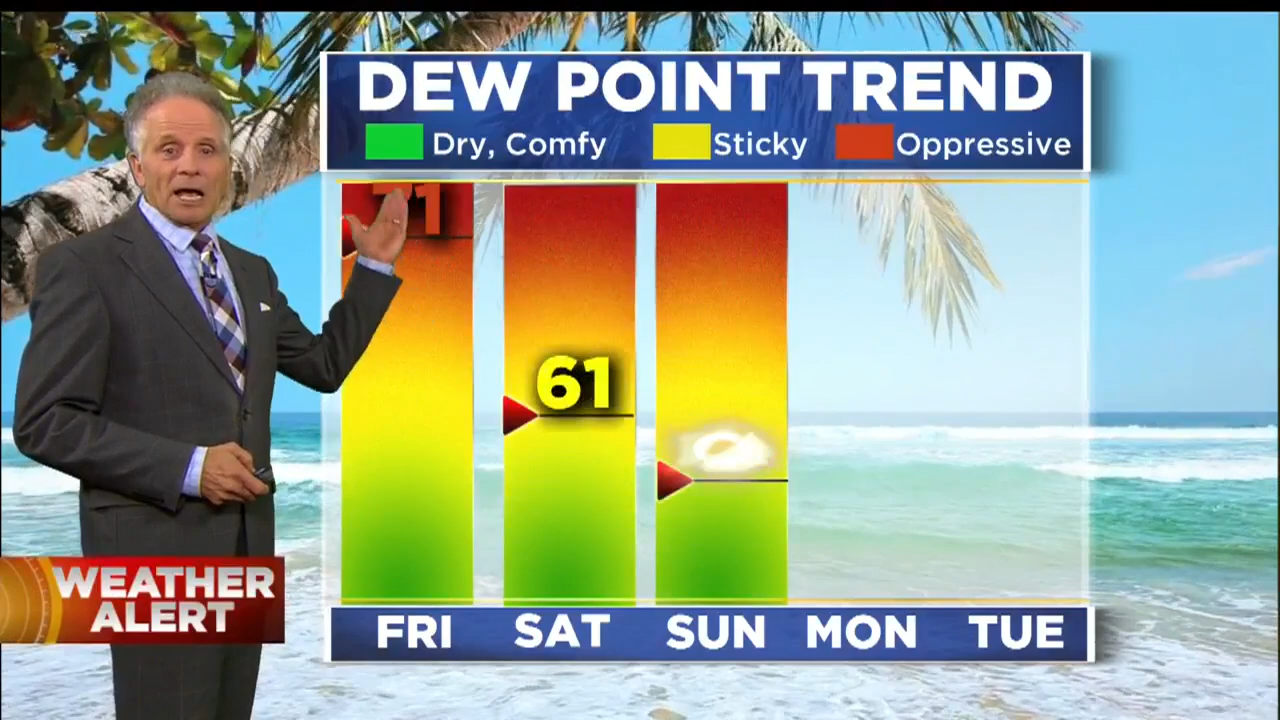 DEW POINT TREND
Dry, Comfy Sticky Oppressive
61
WEATHER
ALERT
FRI SAT SUN MON TUE